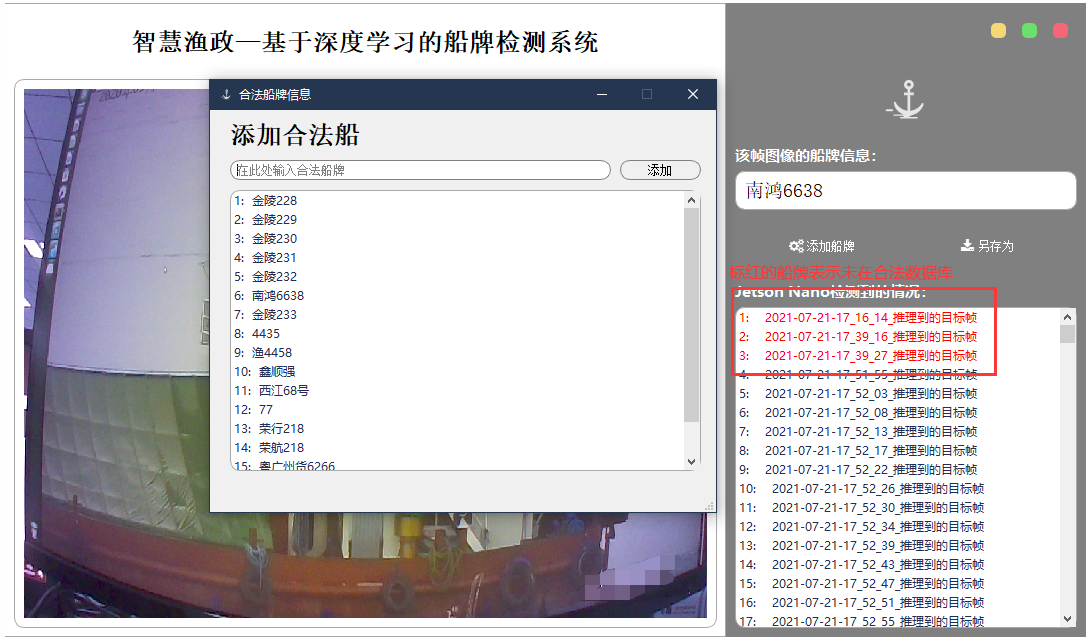 智慧渔政—基于深度学习的船牌检测系统
合法船牌信息
添加合法船
在此处输入合法船牌
添加
1: 金陵228
2: 金陵229
3: 金陵230
4: 金陵231
5: 金陵232
6: 南鸿6638
7: 金陵233
8: 4435
9: 渔4458
10: 鑫顺强
11: 西江68号
12: 77
13: 荣行218
14: 荣航218
15: 粤广州货6266
该帧图像的船牌信息：
南鸿6638
添加船牌
另存为
标红的船牌表示未在合法数据库
Jetson Nano检测到的情况：
1: 2021-07-21-17_16_14_推理到的目标帧
2: 2021-07-21-17_39_16_推理到的目标帧
3: 2021-07-21-17_39_27_推理到的目标帧
4: 2021-07-21-17_51_55_推理到的目标帧
5: 2021-07-21-17_52_03_推理到的目标帧
6: 2021-07-21-17_52_08_推理到的目标帧
7: 2021-07-21-17_52_13_推理到的目标帧
8: 2021-07-21-17_52_17_推理到的目标帧
9: 2021-07-21-17_52_22_推理到的目标帧
10: 2021-07-21-17_52_26_推理到的目标帧
11: 2021-07-21-17_52_30_推理到的目标帧
12: 2021-07-21-17_52_34_推理到的目标帧
13: 2021-07-21-17_52_39_推理到的目标帧
14: 2021-07-21-17_52_43_推理到的目标帧
15: 2021-07-21-17_52_47_推理到的目标帧
16: 2021-07-21-17_52_51_推理到的目标帧
17: 2021-07-21-17_52_55_推理到的目标帧